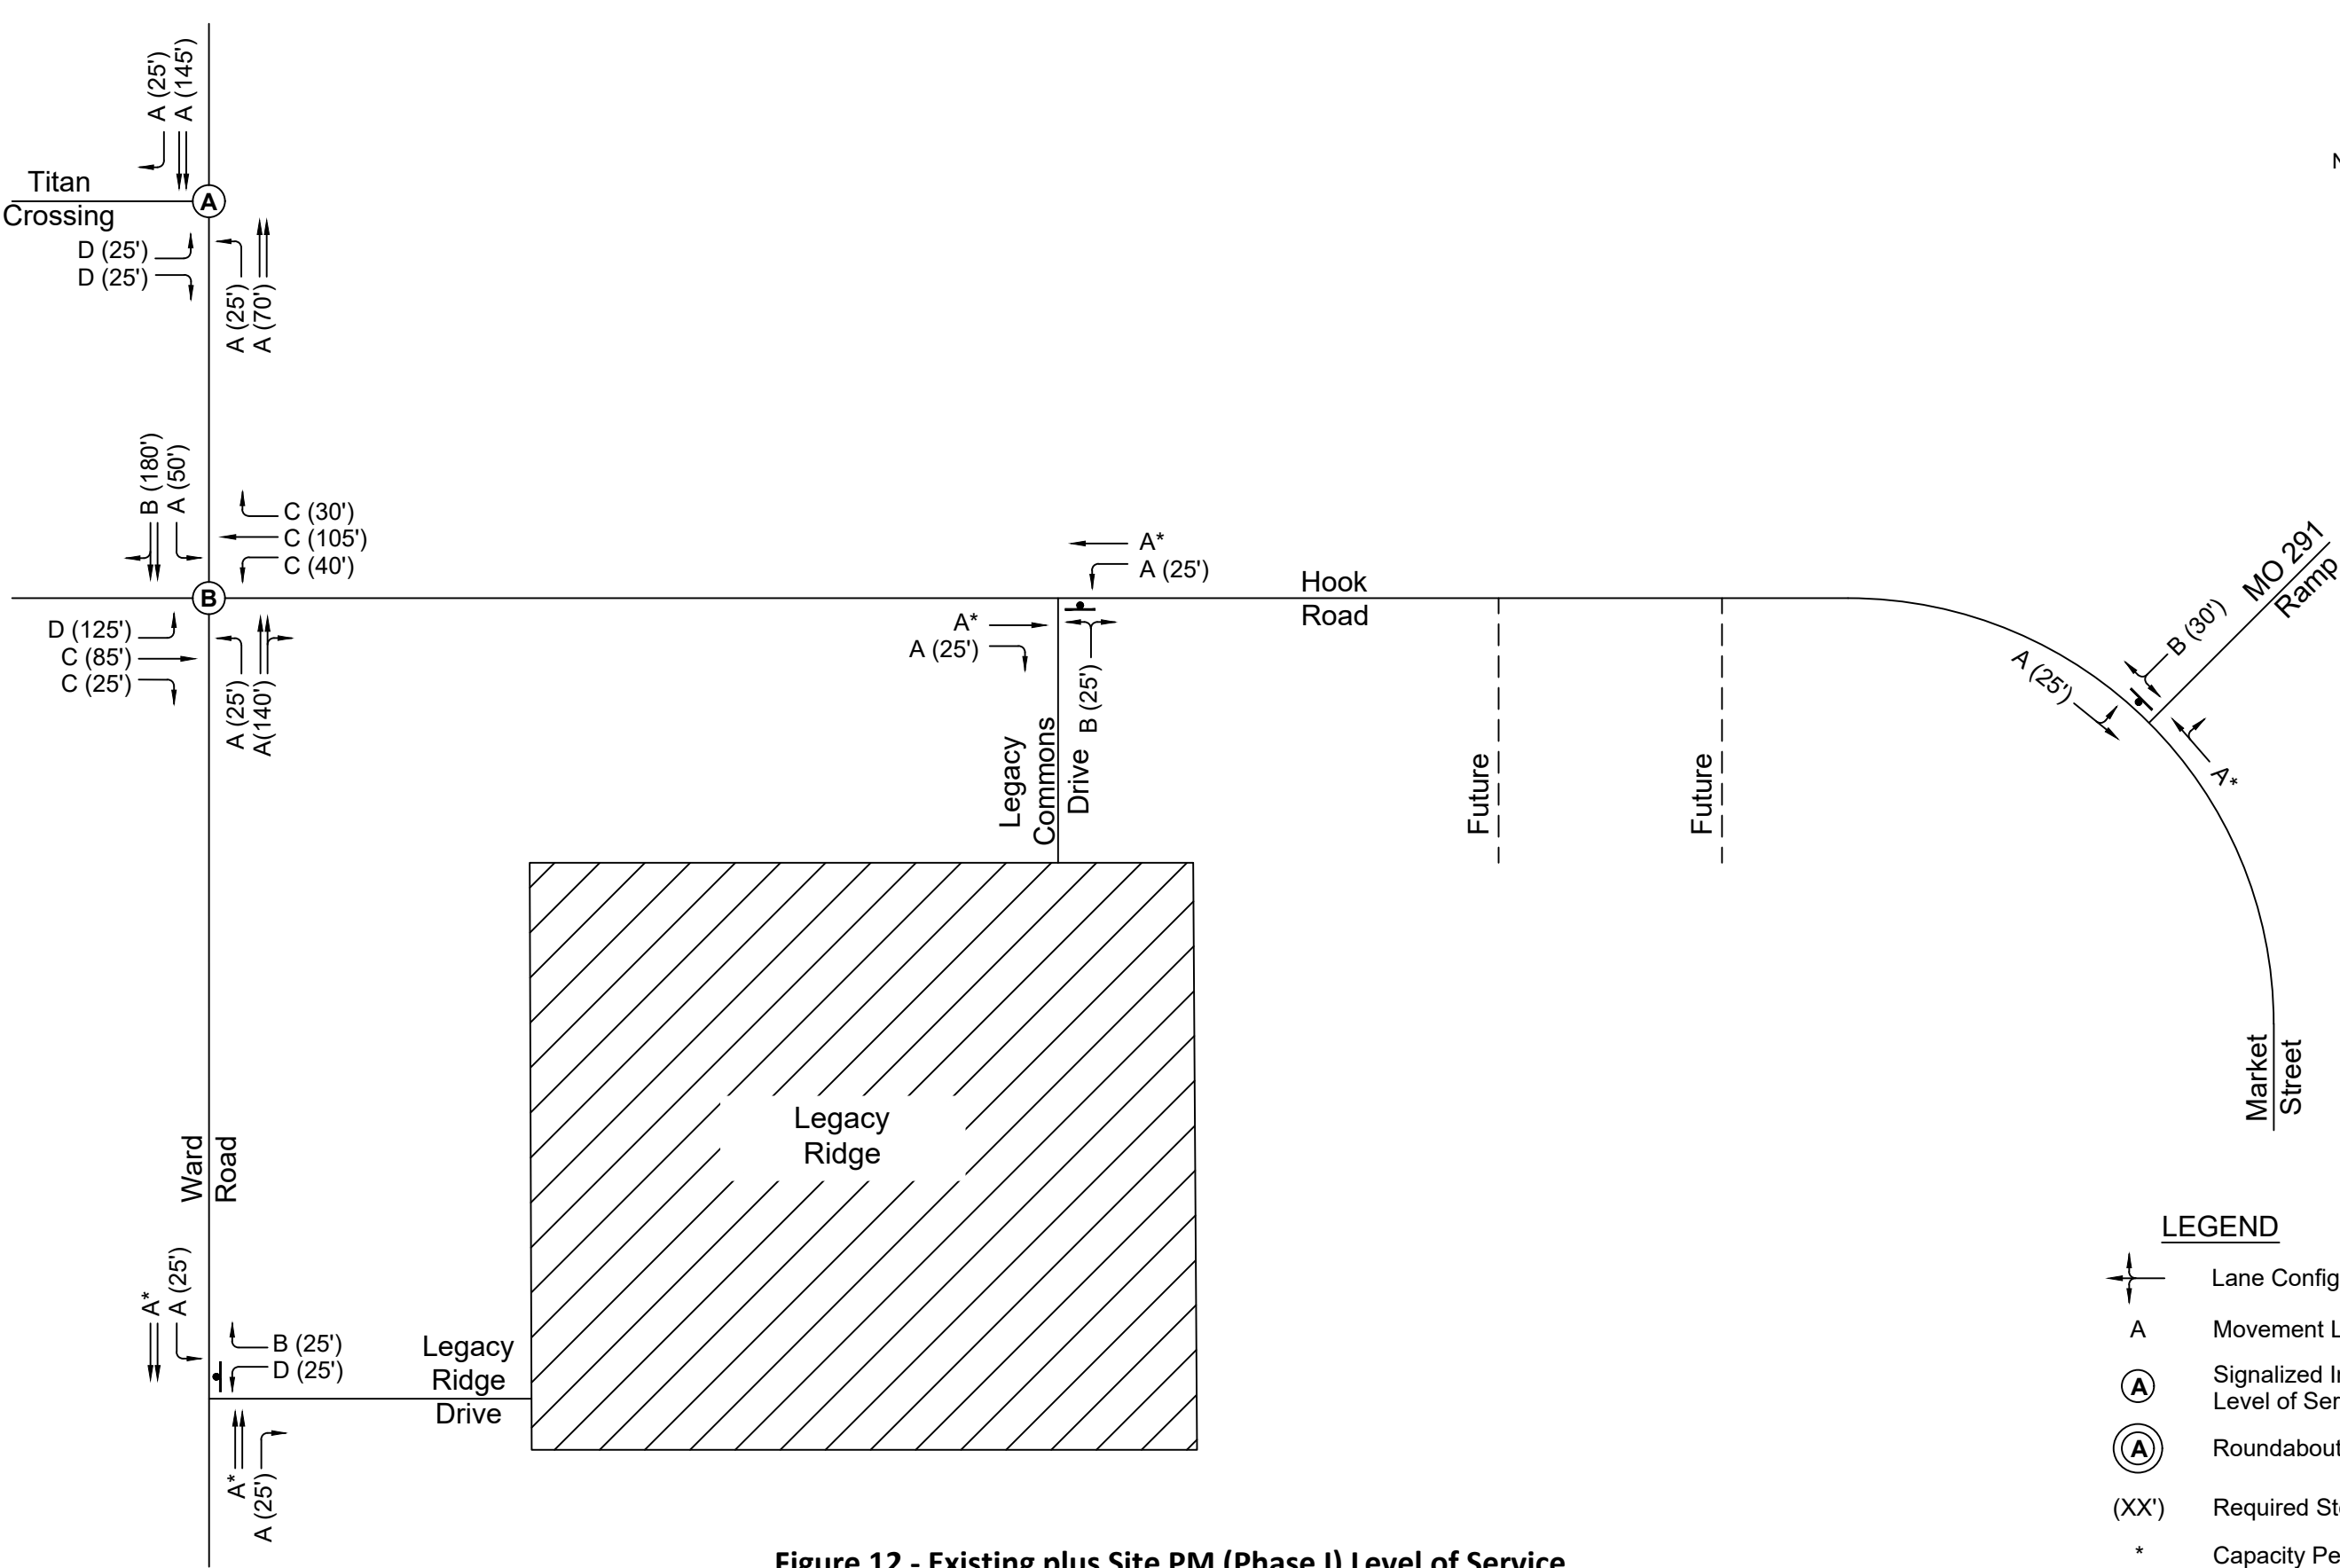 A (25')
A (145')
Titan
Crossing
A
D (25')
D (25')
A (25')
A (70')
B (180')
A (50')
C (30')
C (105')
C (40')
B
D (125')
C (85')
C (25')
A (25')
A(140')
A*
A (25')
A*
A (25')
B (25')
Legacy
Commons
Drive
Hook
Road
Future
Future
MO 291
Ramp
B (30')
A (25')
A*
Market
Street
Legacy
Ridge
Ward
Road
A*
A (25')
B (25')
D (25')
Legacy
Ridge
Drive
A*
A (25')
LEGEND
Lane Config
A Movement L
A Signalized I
Level of Ser
A Roundabout
(XX') Required St
* Capacity Pe
N
Figure 12 - Existing plus Site PM (Phase I) Level of Service